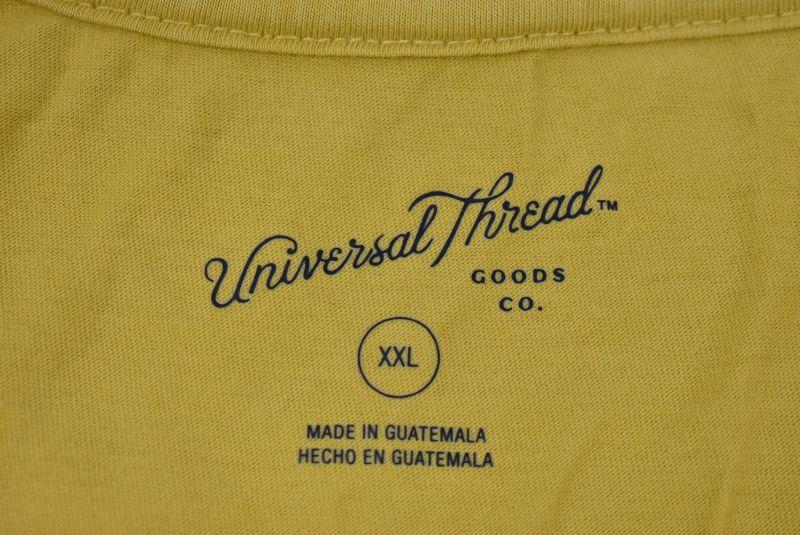 Universal Thread™
GOODS
CO.
XXL
MADE IN GUATEMALA
HECHO EN GUATEMALA